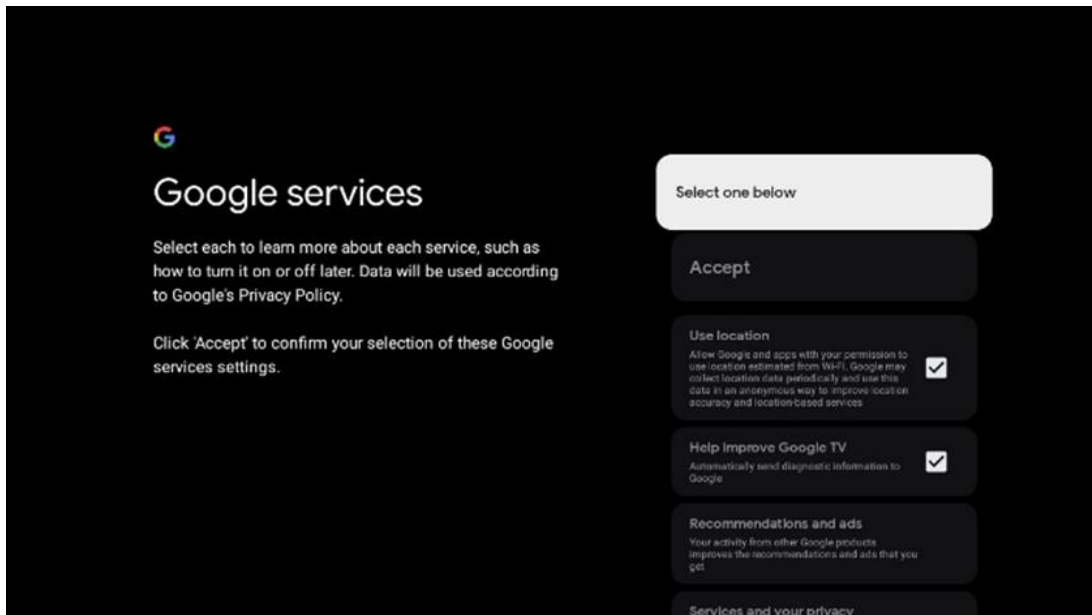 Google services
Select each to learn more about each service, such as
how to turn it on or off later. Data will be used according
to Google's Privacy Policy.
Click 'Accept' to confirm your selection of these Google
services settings.
Select one below
Accept
Use location
Allow Google and apps with your permission to
use location estimated from Wi-Fi. Google may
collect location data periodically and use this
data in an anonymous way to improve location
accuracy and location-based services
Help improve Google TV
Automatically send diagnostic information to
Google
Recommendations and ads
Your activity from other Google products
improves the recommendations and ads that you
get
Services and your privacy